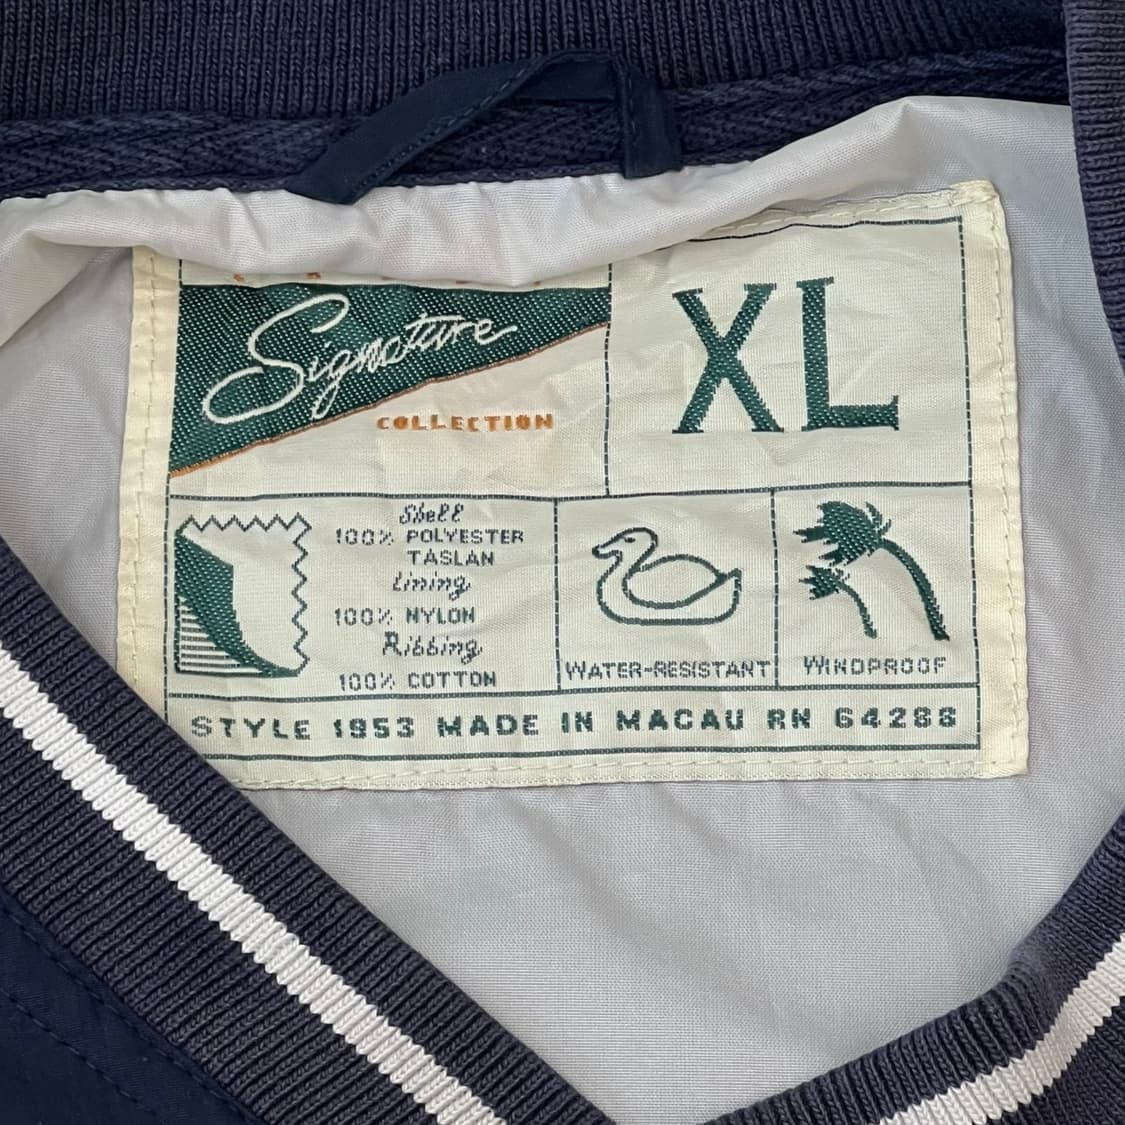 Signature
COLLECTION
XL
Shell
100% POLYESTER
TASLAN
Lining
100% NYLON
Ribbing
100% COTTON
WATER-RESISTANT
WINDPROOF
STYLE 1953 MADE IN MACAU RN 64288